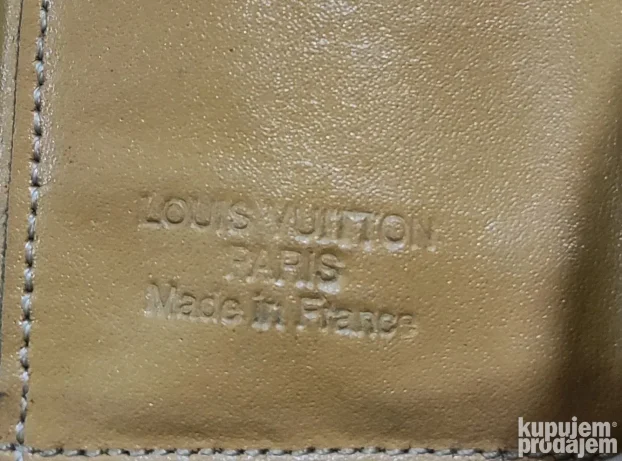 LOUIS VUITTON
PARIS
Made in France
kupujem
prodajem